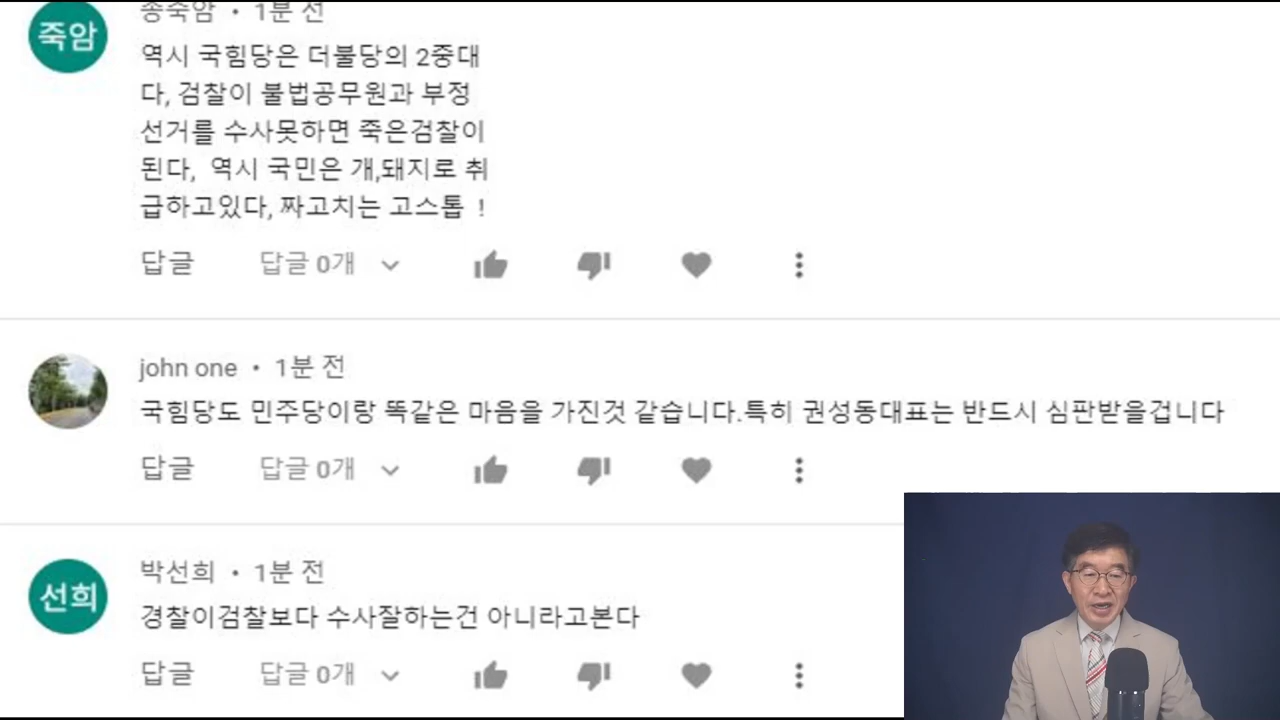 죽암
송죽암 • 1분 전
역시 국힘당은 더불당의 2중대
다, 검찰이 불법공무원과 부정
선거를 수사못하면 죽은검찰이
된다, 역시 국민은 개,돼지로 취
급하고있다, 짜고치는 고스톱 !
답글 답글 0개
john one • 1분 전
국힘당도 민주당이랑 똑같은 마음을 가진것 같습니다.특히 권성동대표는 반드시 심판받을겁니다
답글 답글 0개
선희
박선희 • 1분 전
경찰이검찰보다 수사잘하는건 아니라고본다
답글 답글 0개